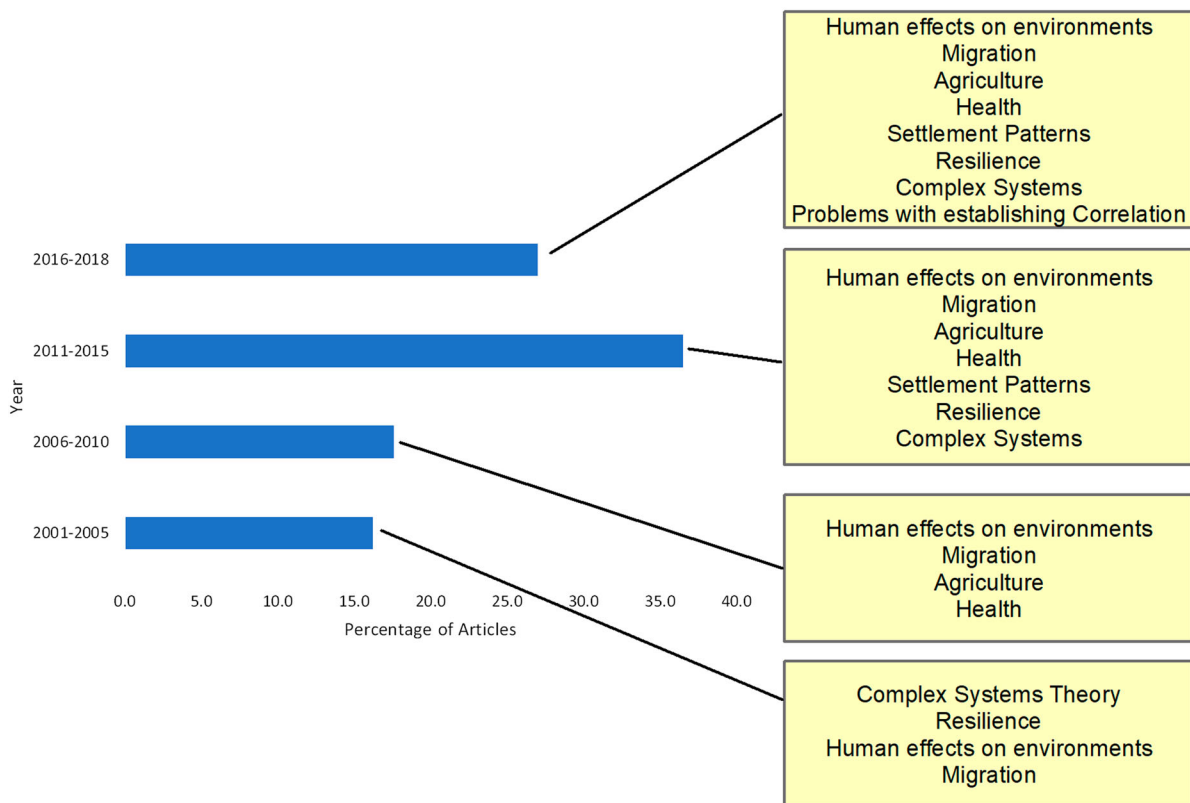 Human effects on environments
Migration
Agriculture
Health
Settlement Patterns
Resilience
Complex Systems
Problems with establishing Correlation
Human effects on environments
Migration
Agriculture
Health
Settlement Patterns
Resilience
Complex Systems
Human effects on environments
Migration
Agriculture
Health
Complex Systems Theory
Resilience
Human effects on environments
Migration
Year
2016-2018
2011-2015
2006-2010
2001-2005
0.0 5.0 10.0 15.0 20.0 25.0 30.0 35.0 40.0
Percentage of Articles